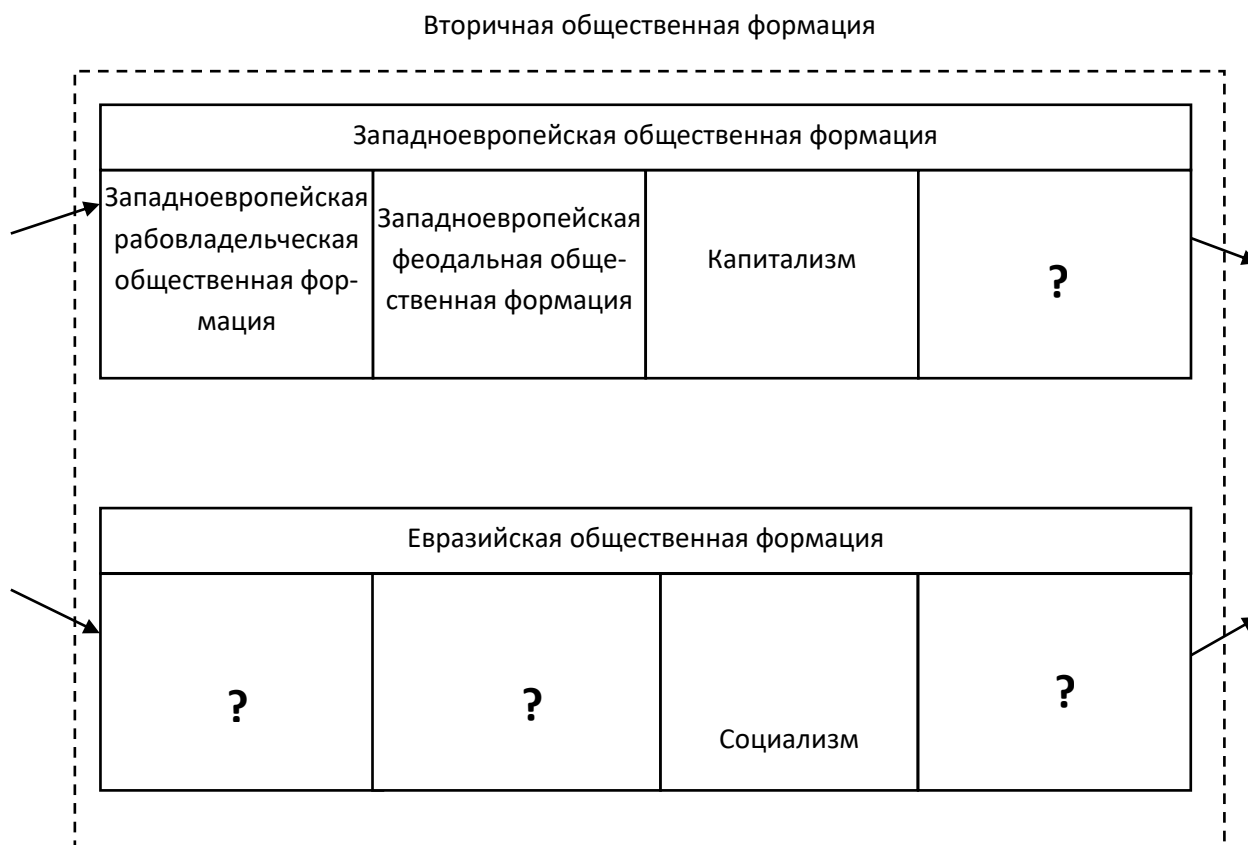 Вторичная общественная формация
Западноевропейская общественная формация
Западноевропейская
рабовладельческая
общественная фор-
мация
Западноевропейская
феодальная обще-
ственная формация
Капитализм
?
Евразийская общественная формация
?
?
Социализм
?